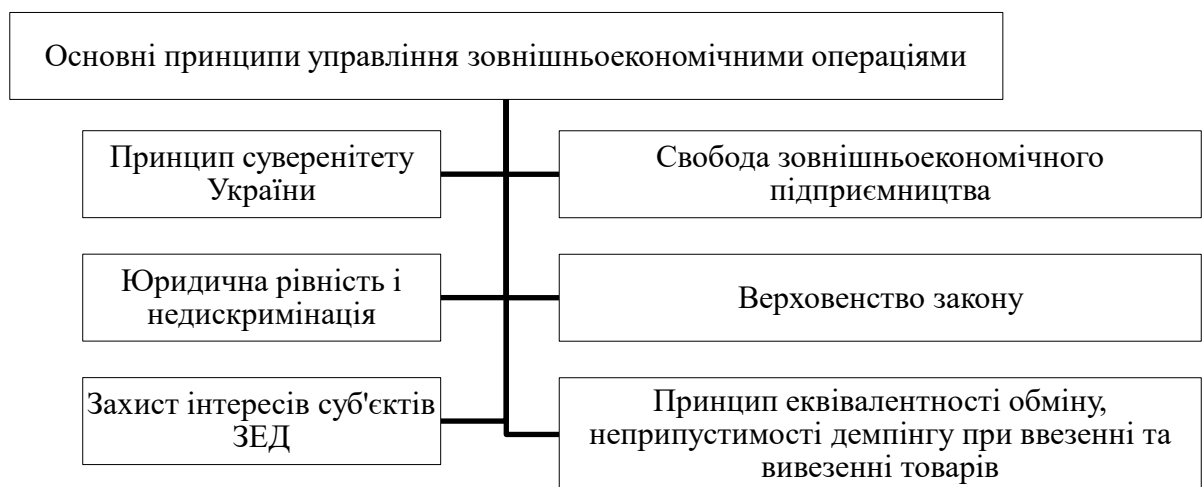 Основні принципи управління зовнішньоекономічними операціями
Принцип суверенітету
України
Свобода зовнішньоекономічного
підприємництва
Юридична рівність і
недискримінація
Верховенство закону
Захист інтересів суб'єктів
ЗЕД
Принцип еквівалентності обміну,
неприпустимості демпінгу при ввезенні та
вивезенні товарів